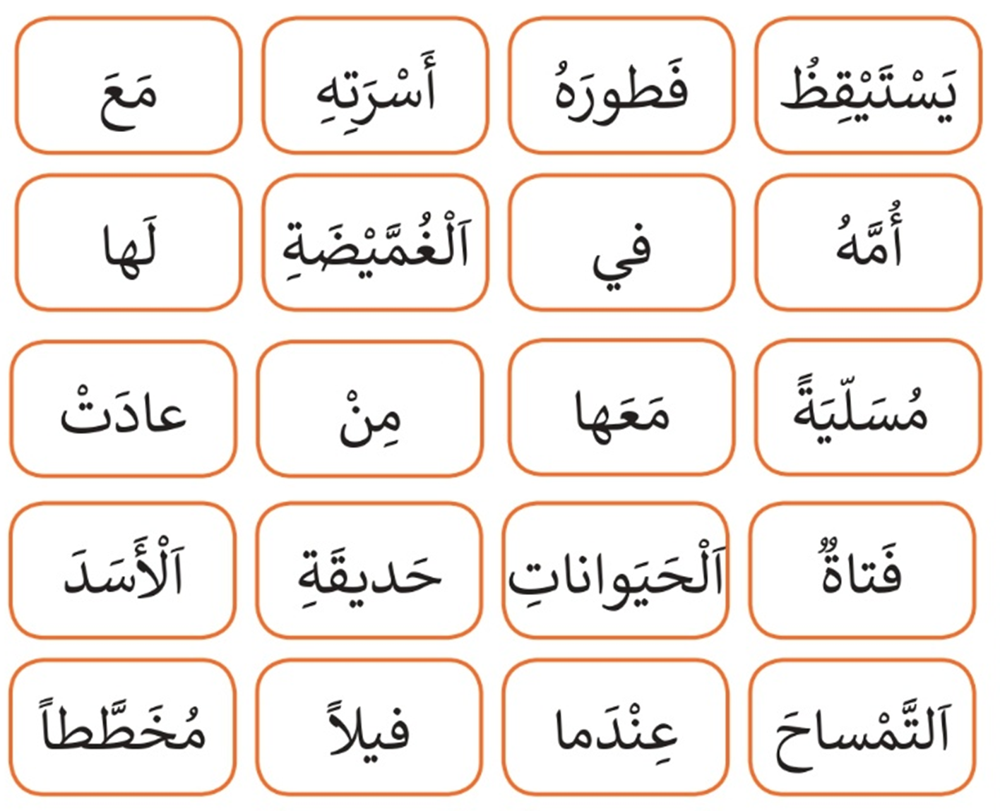 يَسْتَيْقِظُ فَطورَهُ أَسْرَتِهِ مَعَ
أُمَّهُ في اَلْغُمَّيْضَةِ لَها
مُسَلّيَةً مَعَها مِنْ عادَتْ
فَتاةٌ اَلْحَيَواناتِ حَديقَةِ اَلْأَسَدَ
اَلتَّمْساحَ عِنْدَما فيلاً مُخَطَّطاً